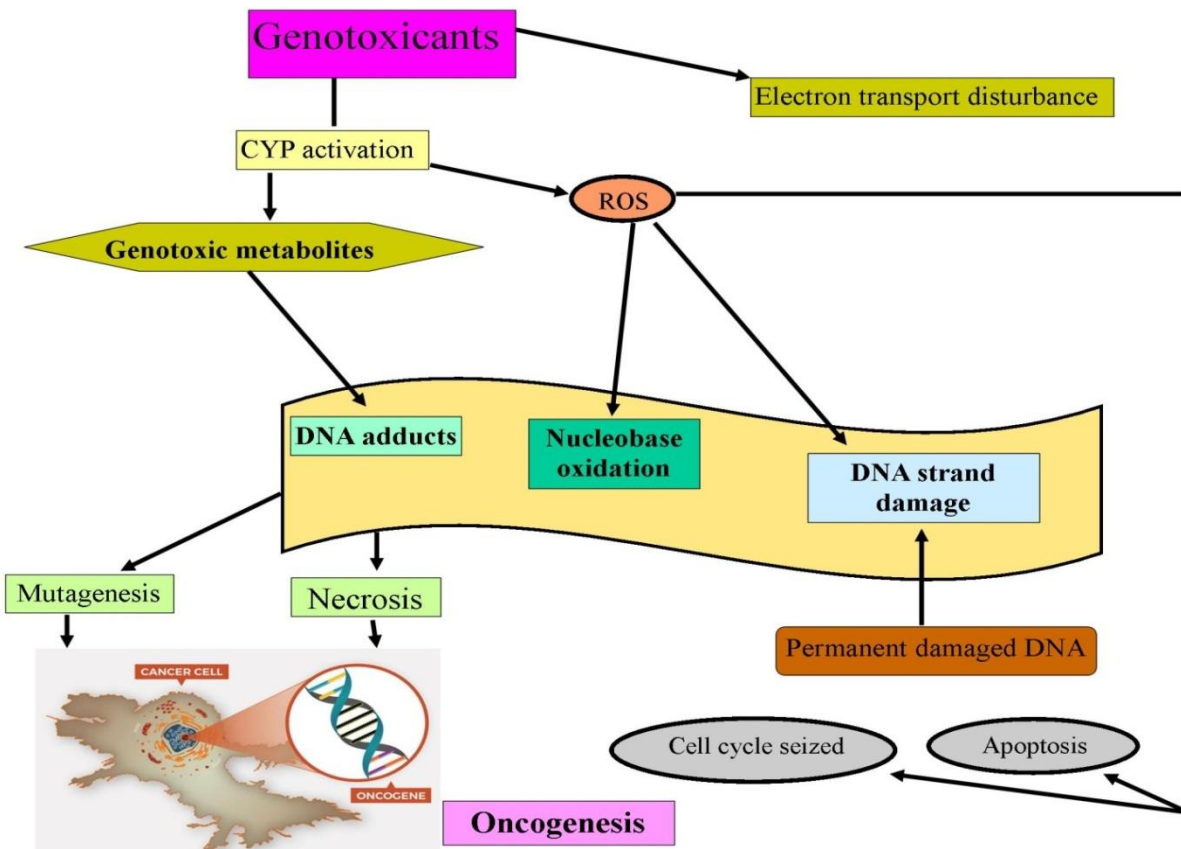 Genotoxicants
Electron transport disturbance
CYP activation
ROS
Genotoxic metabolites
DNA adducts
Nucleobase
oxidation
DNA strand
damage
Mutagenesis
Necrosis
Permanent damaged DNA
CANCER CELL
ONCOGENE
Cell cycle seized
Apoptosis
Oncogenesis